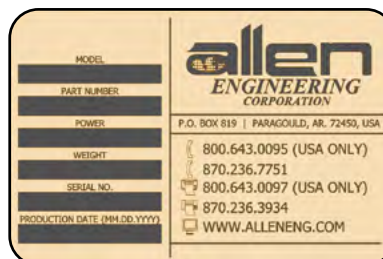 MODEL
PART NUMBER
POWER
WEIGHT
SERIAL NO.
PRODUCTION DATE (MM.DD.YYYY)
allen
ENGINEERING
CORPORATION
P.O. BOX 819 | PARAGOULD, AR. 72450, USA
800.643.0095 (USA ONLY)
870.236.7751
800.643.0097 (USA ONLY)
870.236.3934
WWW.ALLENENG.COM